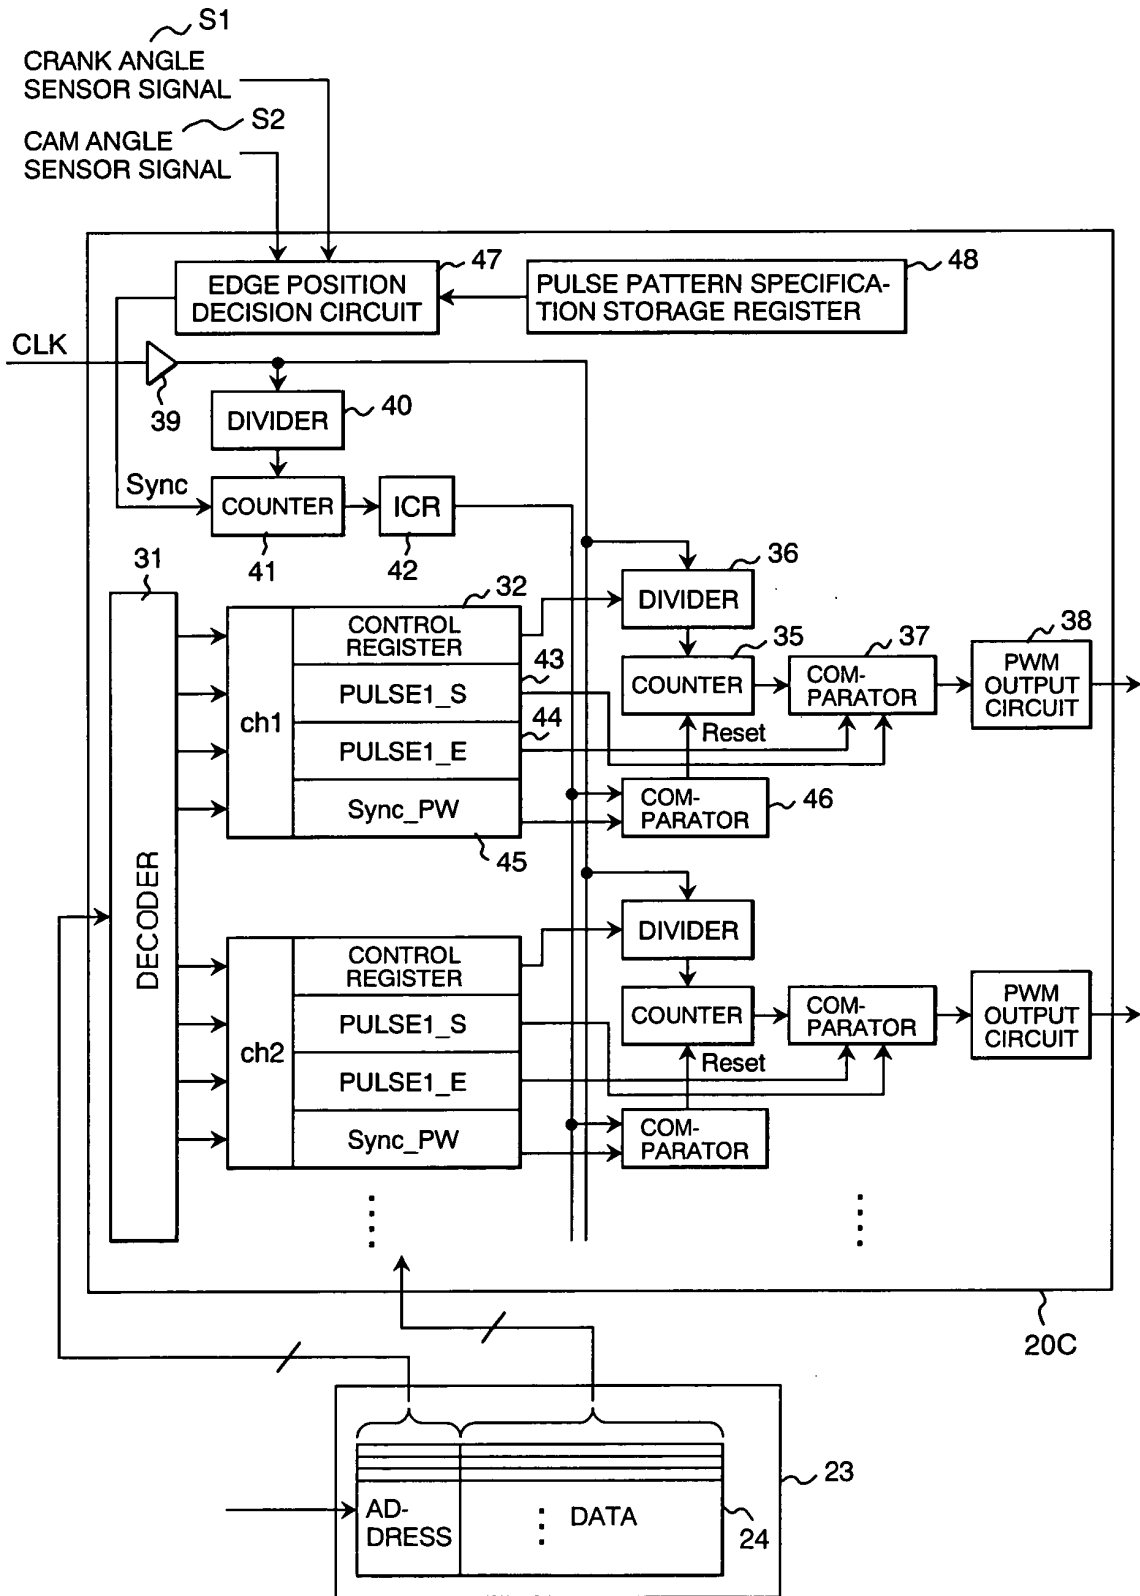 S1
CRANK ANGLE
SENSOR SIGNAL
S2
CAM ANGLE
SENSOR SIGNAL
47
48
EDGE POSITION
DECISION CIRCUIT
PULSE PATTERN SPECIFICA-
TION STORAGE REGISTER
CLK
39
40
DIVIDER
Sync
COUNTER
ICR
41
42
31
32
36
DIVIDER
CONTROL
REGISTER
43
35
37
38
PULSE1_S
COUNTER
COM-
PARATOR
PWM
OUTPUT
CIRCUIT
ch1
44
Reset
PULSE1_E
Sync_PW
COM-
PARATOR
46
45
DECODER
DIVIDER
CONTROL
REGISTER
PULSE1_S
COUNTER
COM-
PARATOR
PWM
OUTPUT
CIRCUIT
ch2
Reset
PULSE1_E
Sync_PW
COM-
PARATOR
20C
23
AD-
DRESS
DATA
24